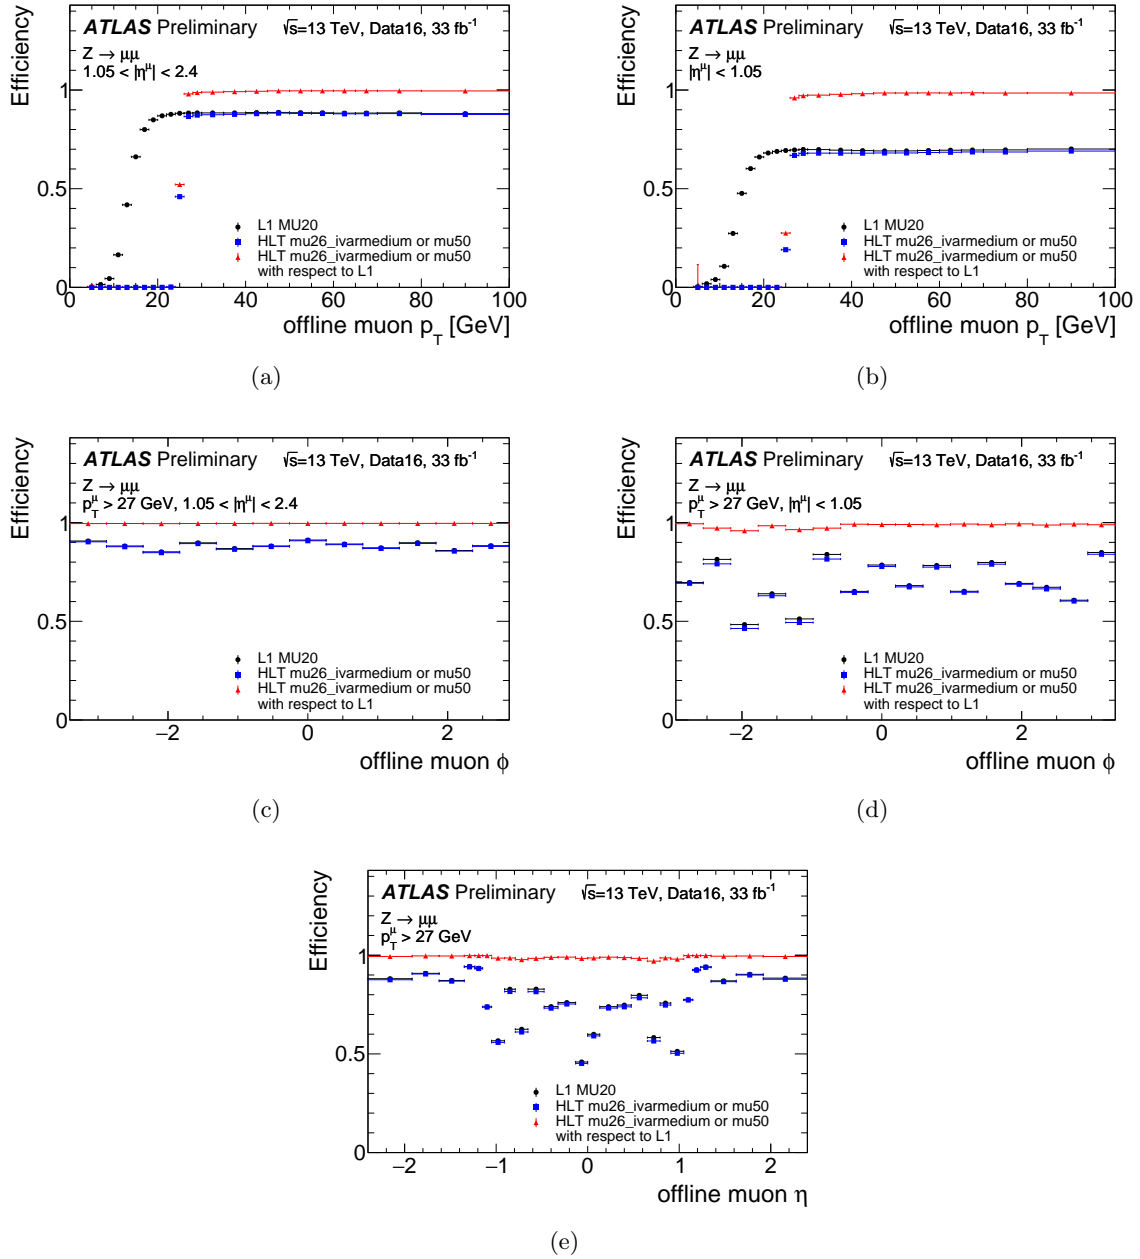 ATLAS Preliminary √s=13 TeV, Data16, 33 fb⁻¹
Z → μμ
1.05 < |η^μ| < 2.4
Efficiency
1
0.5
0
L1 MU20
HLT mu26_ivarmedium or mu50
HLT mu26_ivarmedium or mu50
with respect to L1
0 20 40 60 80 100
offline muon p_T [GeV]
(a)
ATLAS Preliminary √s=13 TeV, Data16, 33 fb⁻¹
Z → μμ
|η^μ| < 1.05
Efficiency
1
0.5
0
L1 MU20
HLT mu26_ivarmedium or mu50
HLT mu26_ivarmedium or mu50
with respect to L1
0 20 40 60 80 100
offline muon p_T [GeV]
(b)
ATLAS Preliminary √s=13 TeV, Data16, 33 fb⁻¹
Z → μμ
p_T^μ > 27 GeV, 1.05 < |η^μ| < 2.4
Efficiency
1
0.5
0
L1 MU20
HLT mu26_ivarmedium or mu50
HLT mu26_ivarmedium or mu50
with respect to L1
−2 0 2
offline muon ϕ
(c)
ATLAS Preliminary √s=13 TeV, Data16, 33 fb⁻¹
Z → μμ
p_T^μ > 27 GeV, |η^μ| < 1.05
Efficiency
1
0.5
0
L1 MU20
HLT mu26_ivarmedium or mu50
HLT mu26_ivarmedium or mu50
with respect to L1
−2 0 2
offline muon ϕ
(d)
ATLAS Preliminary √s=13 TeV, Data16, 33 fb⁻¹
Z → μμ
p_T^μ > 27 GeV
Efficiency
1
0.5
0
L1 MU20
HLT mu26_ivarmedium or mu50
HLT mu26_ivarmedium or mu50
with respect to L1
−2 −1 0 1 2
offline muon η
(e)